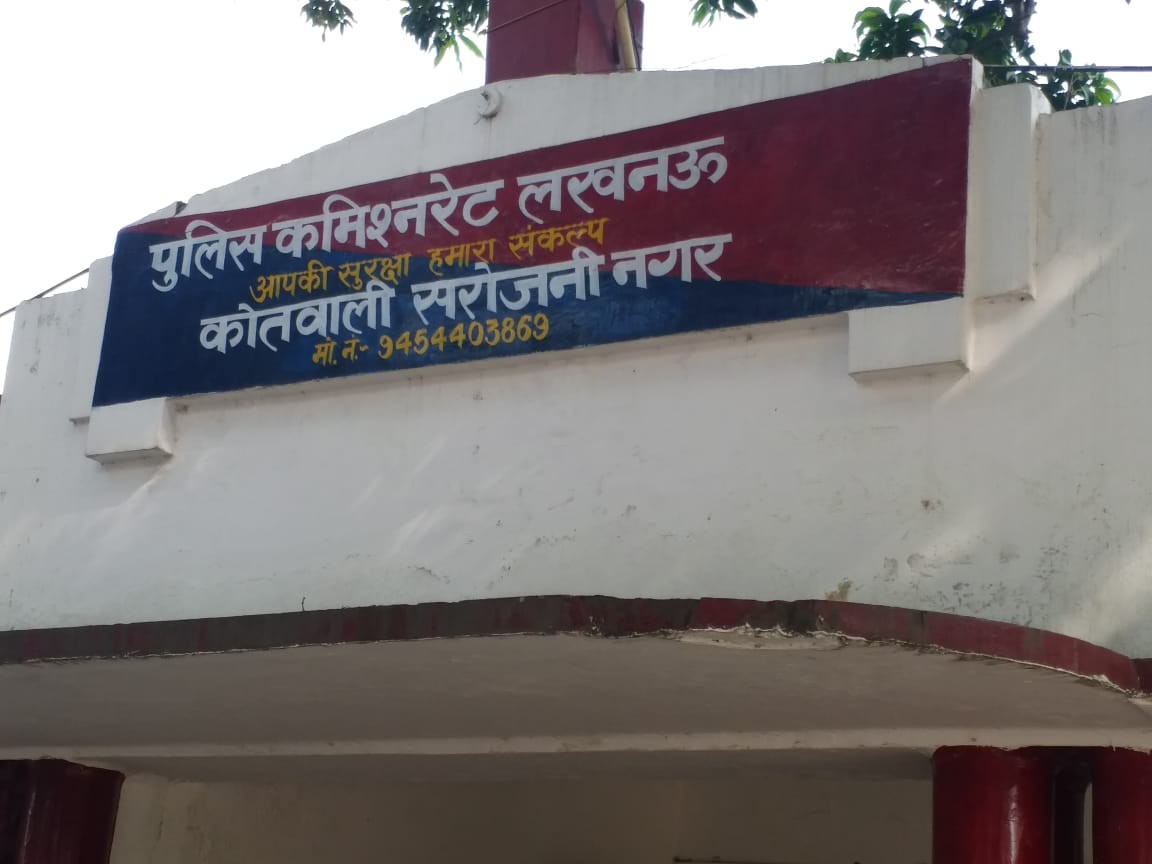 पुलिस कमिश्नरेट लखनऊ
आपकी सुरक्षा हमारा संकल्प
कोतवाली सरोजनी नगर
मो. नं.- 9454403869